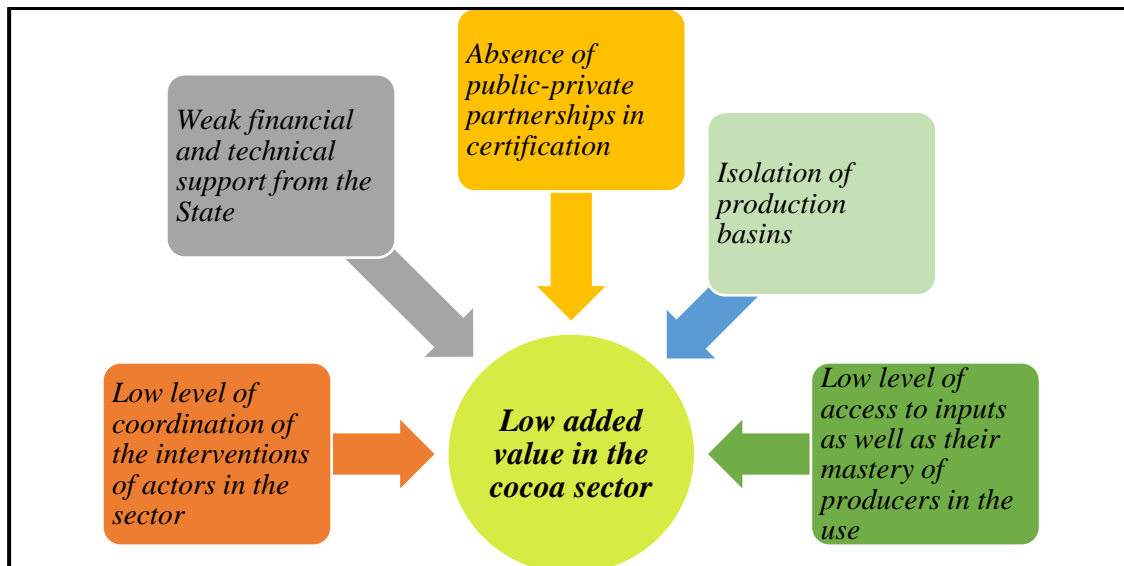 Absence of
public-private
partnerships in
certification
Weak financial
and technical
support from the
State
Isolation of
production
basins
Low level of
coordination of
the interventions
of actors in the
sector
Low added
value in the
cocoa sector
Low level of
access to inputs
as well as their
mastery of
producers in the
use